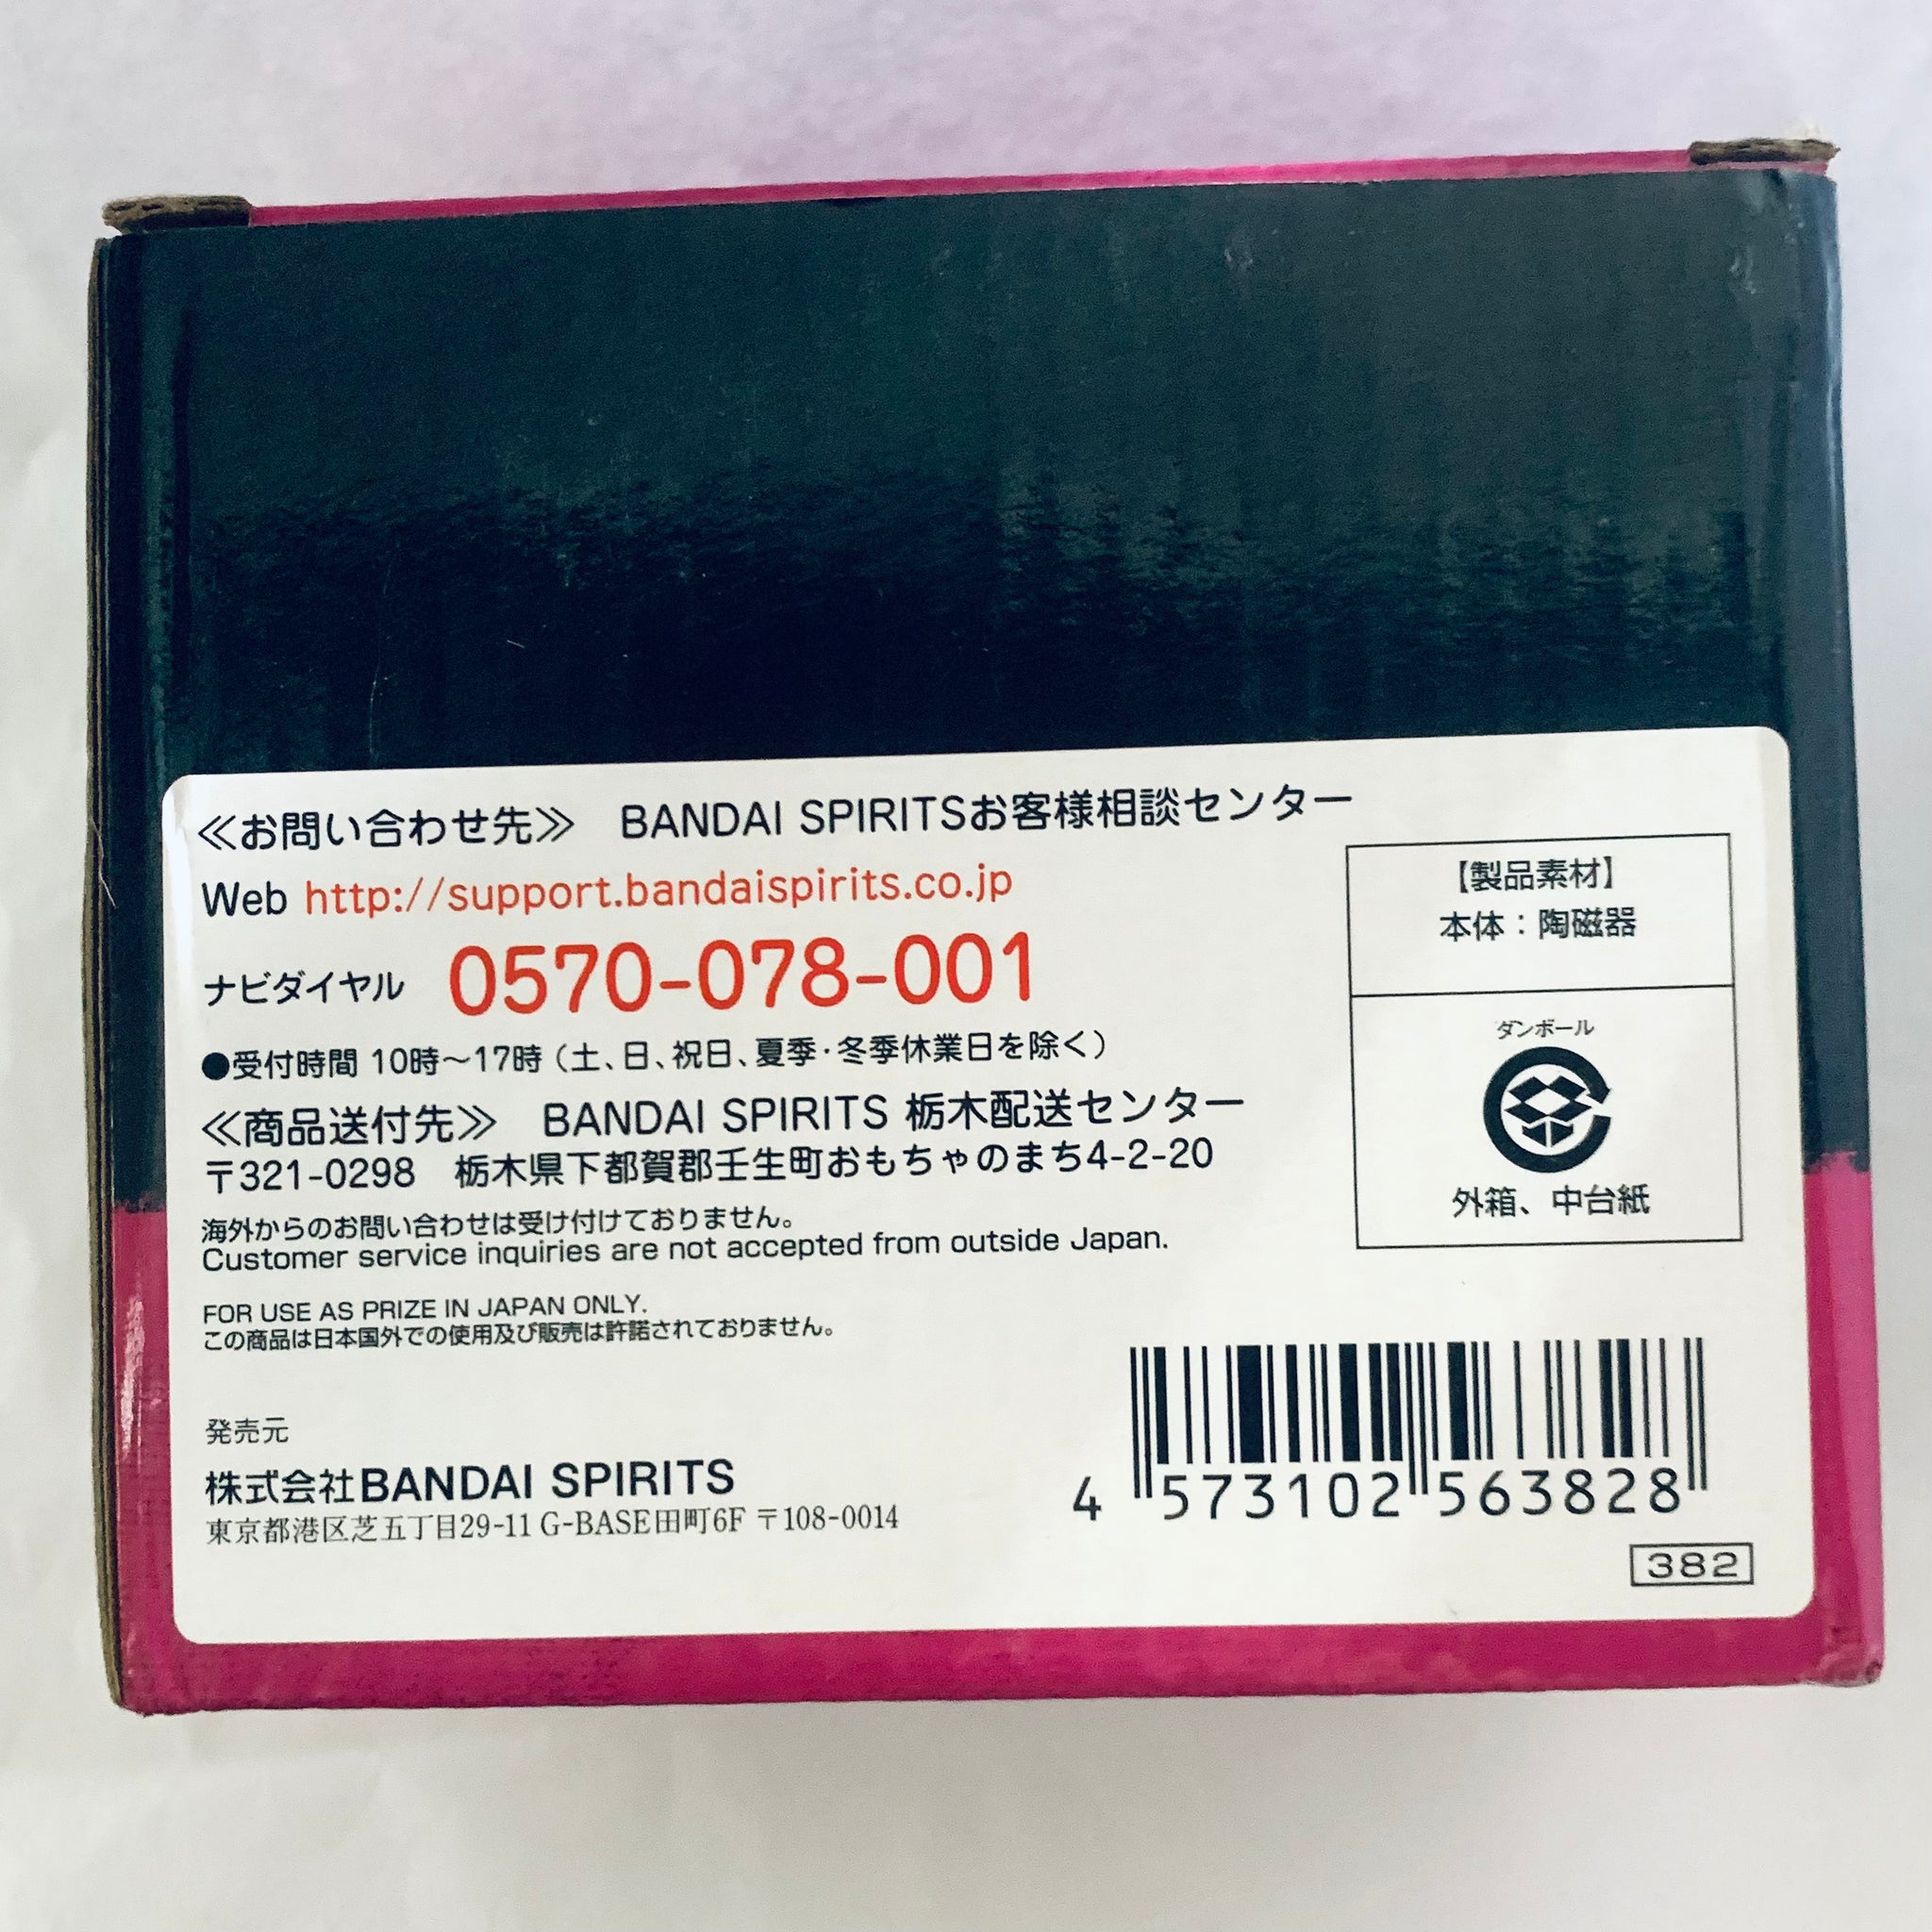 ≪お問い合わせ先≫ BANDAI SPIRITSお客様相談センター
Web http://support.bandaispirits.co.jp
ナビダイヤル 0570-078-001
●受付時間 10時～17時(土、日、祝日、夏季・冬季休業日を除く)
≪商品送付先≫ BANDAI SPIRITS 栃木配送センター
〒321-0298 栃木県下都賀郡壬生町おもちゃのまち4-2-20
海外からのお問い合わせは受け付けておりません。
Customer service inquiries are not accepted from outside Japan.
FOR USE AS PRIZE IN JAPAN ONLY.
この商品は日本国外での使用及び販売は許諾されておりません。
発売元
株式会社BANDAI SPIRITS
東京都港区芝五丁目29-11 G-BASE田町6F 〒108-0014
【製品素材】
本体：陶磁器
ダンボール
外箱、中台紙
4 573102 563828
382